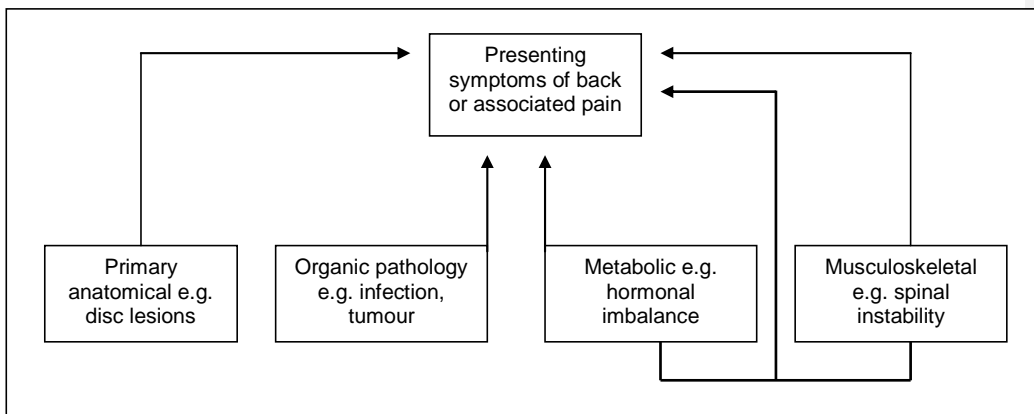 Presenting
symptoms of back
or associated pain
Primary
anatomical e.g.
disc lesions
Organic pathology
e.g. infection,
tumour
Metabolic e.g.
hormonal
imbalance
Musculoskeletal
e.g. spinal
instability